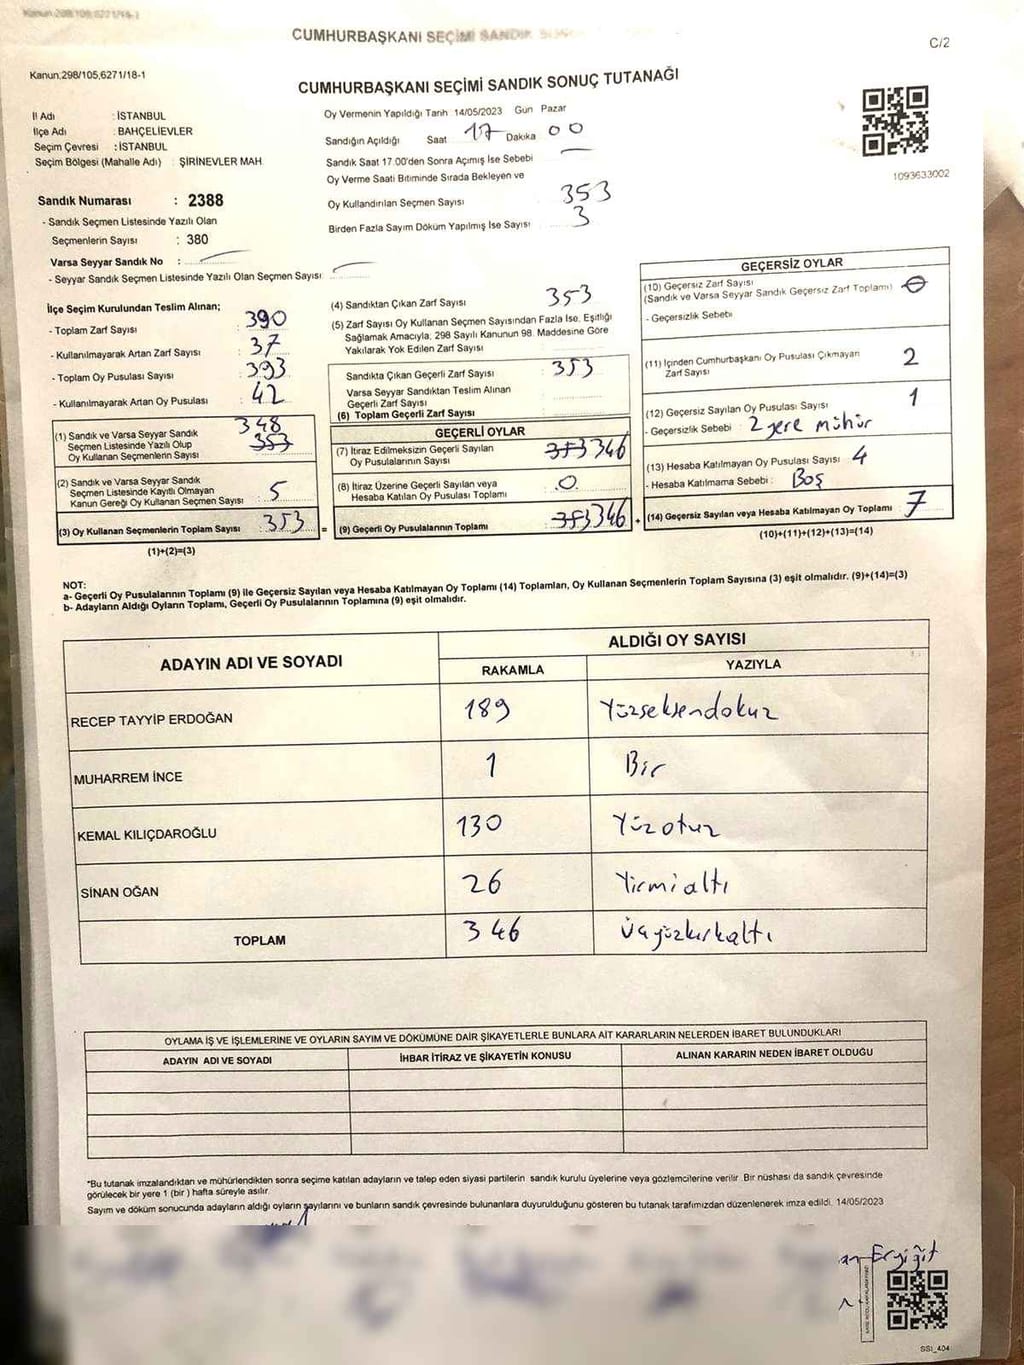 Kanun.298/105,6271/18-1
CUMHURBAŞKANI SEÇİMİ SANDIK
C/2
Kanun.298/105,6271/18-1
CUMHURBAŞKANI SEÇİMİ SANDIK SONUÇ TUTANAĞI
İl Adı : İSTANBUL
İlçe Adı : BAHÇELİEVLER
Seçim Çevresi : İSTANBUL
Seçim Bölgesi (Mahalle Adı) : ŞİRİNEVLER MAH.
Sandık Numarası : 2388
- Sandık Seçmen Listesinde Yazılı Olan
Seçmenlerin Sayısı : 380
Varsa Seyyar Sandık No :
- Seyyar Sandık Seçmen Listesinde Yazılı Olan Seçmen Sayısı:
Oy Vermenin Yapıldığı Tarih 14/05/2023 Gün Pazar
Sandığın Açıldığı Saat 17 Dakika 00
Sandık Saat 17.00'den Sonra Açımış İse Sebebi
Oy Verme Saati Bitiminde Sırada Bekleyen ve
Oy Kullandırılan Seçmen Sayısı 353
Birden Fazla Sayım Döküm Yapılmış İse Sayısı 3
1093633002
İlçe Seçim Kurulundan Teslim Alınan;
- Toplam Zarf Sayısı 390
- Kullanılmayarak Artan Zarf Sayısı 37
- Toplam Oy Pusulası Sayısı 393
- Kullanılmayarak Artan Oy Pusulası 42
348
(1) Sandık ve Varsa Seyyar Sandık 353
Seçmen Listesinde Yazılı Olup
Oy Kullanan Seçmenlerin Sayısı
(2) Sandık ve Varsa Seyyar Sandık
Seçmen Listesinde Kayıtlı Olmayan
Kanun Gereği Oy Kullanan Seçmen Sayısı 5
(3) Oy Kullanan Seçmenlerin Toplam Sayısı : 353 =
(1)+(2)=(3)
(4) Sandıktan Çıkan Zarf Sayısı 353
(5) Zarf Sayısı Oy Kullanan Seçmen Sayısından Fazla İse, Eşitliği
Sağlamak Amacıyla; 298 Sayılı Kanunun 98. Maddesine Göre
Yakılarak Yok Edilen Zarf Sayısı
Sandıkta Çıkan Geçerli Zarf Sayısı : 353
Varsa Seyyar Sandıktan Teslim Alınan
Geçerli Zarf Sayısı
(6) Toplam Geçerli Zarf Sayısı
GEÇERLİ OYLAR
(7) İtiraz Edilmeksizin Geçerli Sayılan
Oy Pusulalarının Sayısı 353 346
(8) İtiraz Üzerine Geçerli Sayılan veya
Hesaba Katılan Oy Pusulası Toplamı 0
(9) Geçerli Oy Pusulalarının Toplamı 353 346 +
GEÇERSİZ OYLAR
(10) Geçersiz Zarf Sayısı
(Sandık ve Varsa Seyyar Sandık Geçersiz Zarf Toplamı) : 0
- Geçersizlik Sebebi
(11) İçinden Cumhurbaşkanı Oy Pusulası Çıkmayan
Zarf Sayısı 2
(12) Geçersiz Sayılan Oy Pusulası Sayısı 1
- Geçersizlik Sebebi : 2 yere mühür
(13) Hesaba Katılmayan Oy Pusulası Sayısı : 4
- Hesaba Katılmama Sebebi : Boş
(14) Geçersiz Sayılan veya Hesaba Katılmayan Oy Toplamı : 7
(10)+(11)+(12)+(13)=(14)
NOT:
a- Geçerli Oy Pusulalarının Toplamı (9) ile Geçersiz Sayılan veya Hesaba Katılmayan Oy Toplamı (14) Toplamları, Oy Kullanan Seçmenlerin Toplam Sayısına (3) eşit olmalıdır. (9)+(14)=(3)
b- Adayların Aldığı Oyların Toplamı, Geçerli Oy Pusulalarının Toplamına (9) eşit olmalıdır.
ADAYIN ADI VE SOYADI
ALDIĞI OY SAYISI
RAKAMLA YAZIYLA
RECEP TAYYİP ERDOĞAN 189 Yüzseksendokuz
MUHARREM İNCE 1 Bir
KEMAL KILIÇDAROĞLU 130 Yüzotuz
SİNAN OĞAN 26 Yirmialtı
TOPLAM 346 üçyüzkırkaltı
OYLAMA İŞ VE İŞLEMLERİNE VE OYLARIN SAYIM VE DÖKÜMÜNE DAİR ŞİKAYETLERLE BUNLARA AİT KARARLARIN NELERDEN İBARET BULUNDUKLARI
ADAYIN ADI VE SOYADI İHBAR İTİRAZ VE ŞİKAYETİN KONUSU ALINAN KARARIN NEDEN İBARET OLDUĞU
*Bu tutanak imzalandıktan ve mühürlendikten sonra seçime katılan adayların ve talep eden siyasi partilerin sandık kurulu üyelerine veya gözlemcilerine verilir. Bir nüshası da sandık çevresinde
görülecek bir yere 1 (bir) hafta süreyle asılır.
Sayım ve döküm sonucunda adayların aldığı oyların sayılarını ve bunların sandık çevresinde bulunanlara duyurulduğunu gösteren bu tutanak tarafımızdan düzenlenerek imza edildi. 14/05/2023
Eryiğit
SSI_404